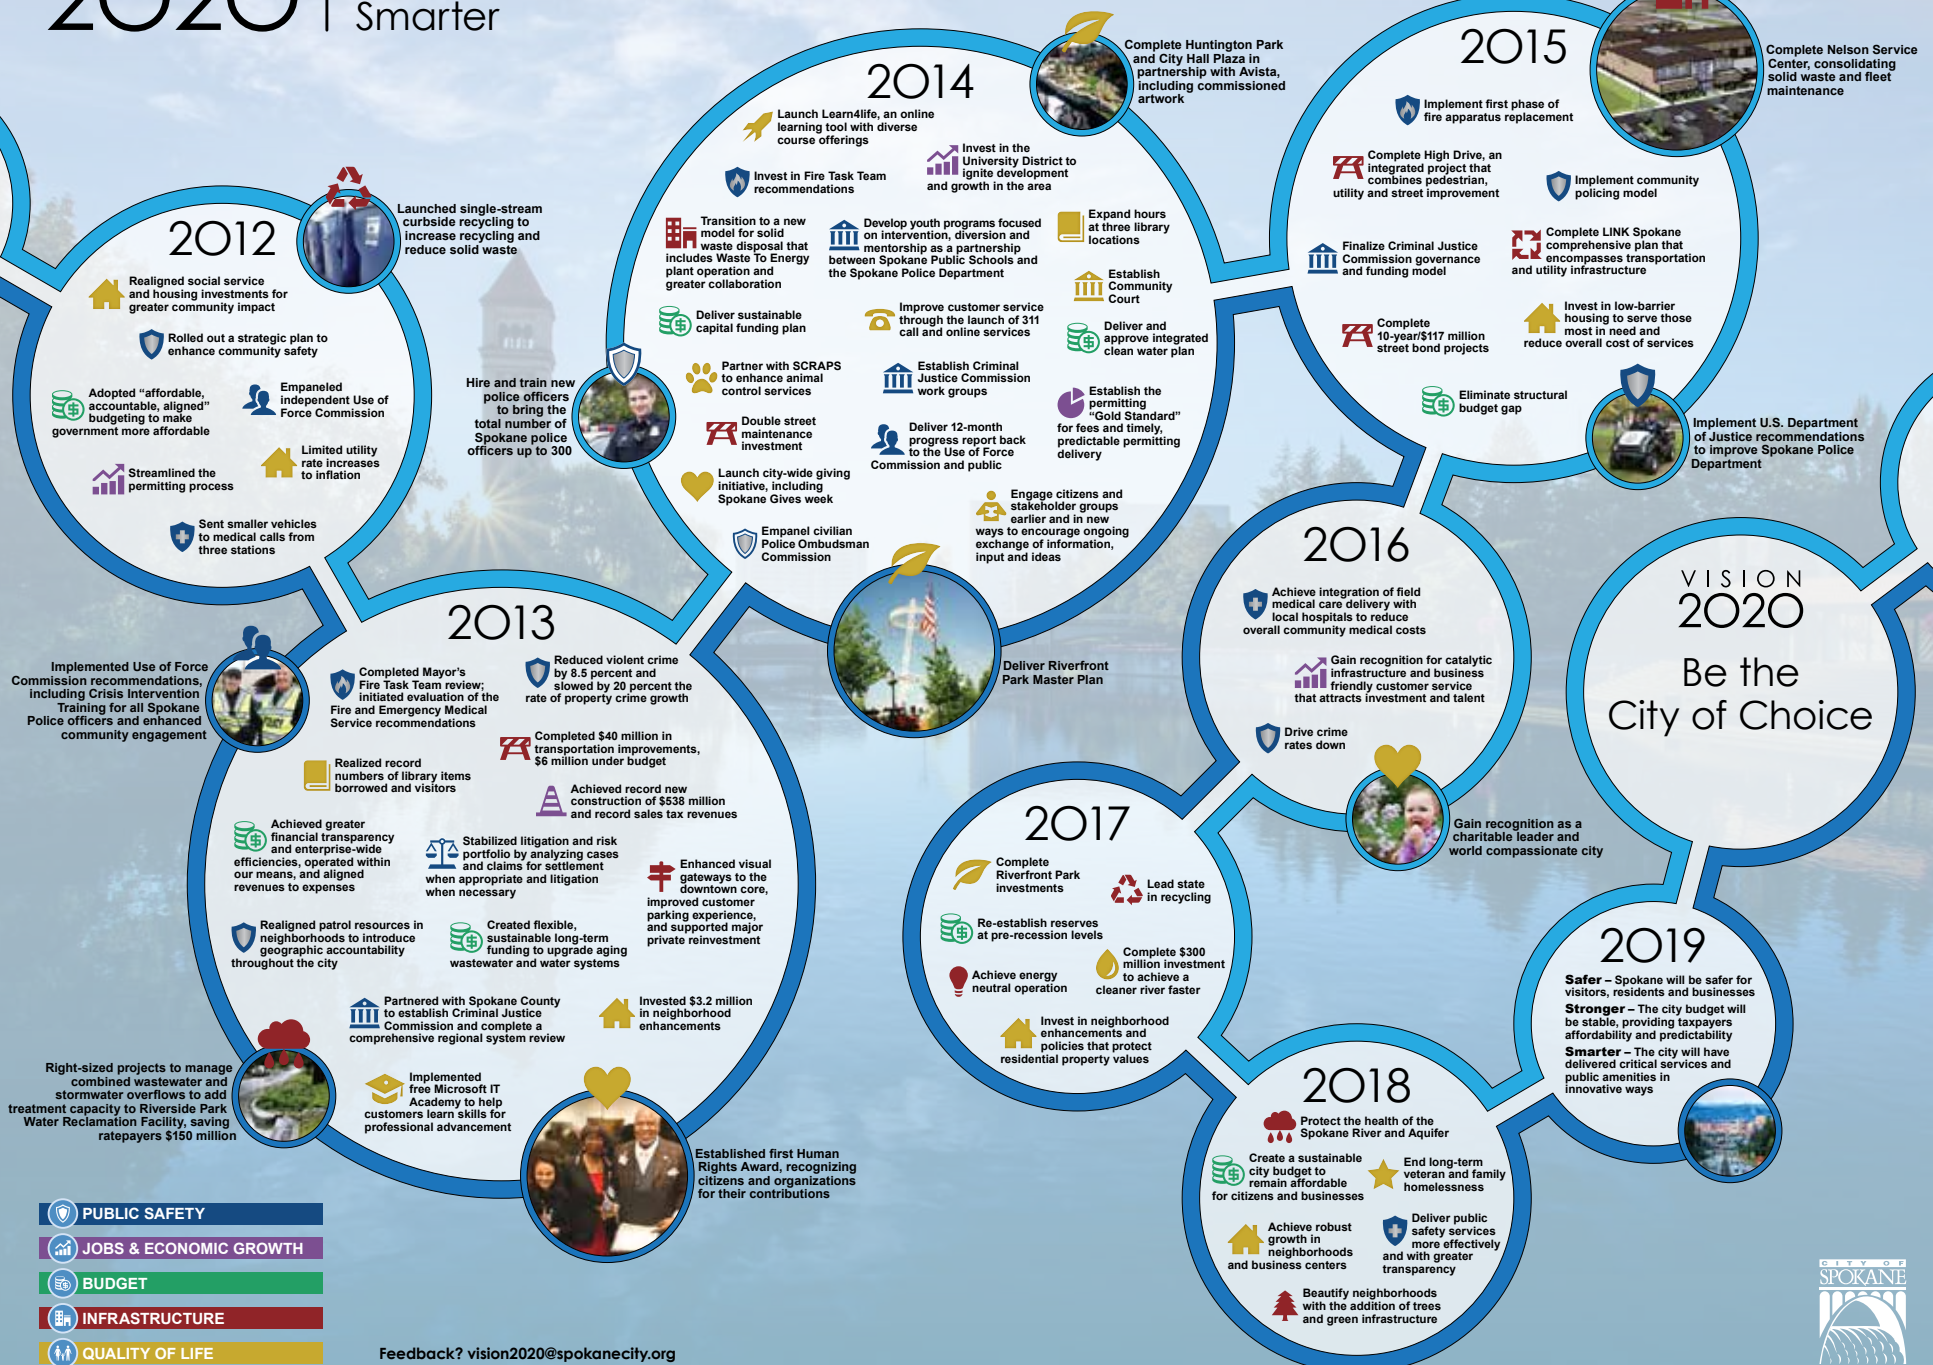 2020 | Smarter
2012
Launched single-stream
curbside recycling to
increase recycling and
reduce solid waste
Realigned social service
and housing investments for
greater community impact
Rolled out a strategic plan to
enhance community safety
Adopted “affordable,
accountable, aligned”
budgeting to make
government more affordable
Empaneled
independent Use of
Force Commission
Limited utility
rate increases
to inflation
Streamlined the
permitting process
Sent smaller vehicles
to medical calls from
three stations
2013
Implemented Use of Force
Commission recommendations,
including Crisis Intervention
Training for all Spokane
Police officers and enhanced
community engagement
Completed Mayor's
Fire Task Team review;
initiated evaluation of the
Fire and Emergency Medical
Service recommendations
Reduced violent crime
by 8.5 percent and
slowed by 20 percent the
rate of property crime growth
Completed $40 million in
transportation improvements,
$6 million under budget
Realized record
numbers of library items
borrowed and visitors
Achieved record new
construction of $538 million
and record sales tax revenues
Achieved greater
financial transparency
and enterprise-wide
efficiencies, operated within
our means, and aligned
revenues to expenses
Stabilized litigation and risk
portfolio by analyzing cases
and claims for settlement
when appropriate and litigation
when necessary
Enhanced visual
gateways to the
downtown core,
improved customer
parking experience,
and supported major
private reinvestment
Realigned patrol resources in
neighborhoods to introduce
geographic accountability
throughout the city
Created flexible,
sustainable long-term
funding to upgrade aging
wastewater and water systems
Partnered with Spokane County
to establish Criminal Justice
Commission and complete a
comprehensive regional system review
Invested $3.2 million
in neighborhood
enhancements
Implemented
free Microsoft IT
Academy to help
customers learn skills for
professional advancement
Right-sized projects to manage
combined wastewater and
stormwater overflows to add
treatment capacity to Riverside Park
Water Reclamation Facility, saving
ratepayers $150 million
Established first Human
Rights Award, recognizing
citizens and organizations
for their contributions
2014
Complete Huntington Park
and City Hall Plaza in
partnership with Avista,
including commissioned
artwork
Launch Learn4life, an online
learning tool with diverse
course offerings
Invest in the
University District to
ignite development
and growth in the area
Invest in Fire Task Team
recommendations
Transition to a new
model for solid
waste disposal that
includes Waste To Energy
plant operation and
greater collaboration
Develop youth programs focused
on intervention, diversion and
mentorship as a partnership
between Spokane Public Schools and
the Spokane Police Department
Expand hours
at three library
locations
Establish
Community
Court
Deliver sustainable
capital funding plan
Improve customer service
through the launch of 311
call and online services
Deliver and
approve integrated
clean water plan
Partner with SCRAPS
to enhance animal
control services
Establish Criminal
Justice Commission
work groups
Establish the
permitting
“Gold Standard”
for fees and timely,
predictable permitting
delivery
Double street
maintenance
investment
Deliver 12-month
progress report back
to the Use of Force
Commission and public
Launch city-wide giving
initiative, including
Spokane Gives week
Engage citizens and
stakeholder groups
earlier and in new
ways to encourage ongoing
exchange of information,
input and ideas
Empanel civilian
Police Ombudsman
Commission
Hire and train new
police officers
to bring the
total number of
Spokane police
officers up to 300
Deliver Riverfront
Park Master Plan
2015
Complete Nelson Service
Center, consolidating
solid waste and fleet
maintenance
Implement first phase of
fire apparatus replacement
Complete High Drive, an
integrated project that
combines pedestrian,
utility and street improvement
Implement community
policing model
Finalize Criminal Justice
Commission governance
and funding model
Complete LINK Spokane
comprehensive plan that
encompasses transportation
and utility infrastructure
Complete
10-year/$117 million
street bond projects
Invest in low-barrier
housing to serve those
most in need and
reduce overall cost of services
Eliminate structural
budget gap
Implement U.S. Department
of Justice recommendations
to improve Spokane Police
Department
2016
Achieve integration of field
medical care delivery with
local hospitals to reduce
overall community medical costs
Gain recognition for catalytic
infrastructure and business
friendly customer service
that attracts investment and talent
Drive crime
rates down
Gain recognition as a
charitable leader and
world compassionate city
2017
Complete
Riverfront Park
investments
Lead state
in recycling
Re-establish reserves
at pre-recession levels
Complete $300
million investment
to achieve a
cleaner river faster
Achieve energy
neutral operation
Invest in neighborhood
enhancements and
policies that protect
residential property values
2018
Protect the health of the
Spokane River and Aquifer
Create a sustainable
city budget to
remain affordable
for citizens and businesses
End long-term
veteran and family
homelessness
Achieve robust
growth in
neighborhoods
and business centers
Deliver public
safety services
more effectively
and with greater
transparency
Beautify neighborhoods
with the addition of trees
and green infrastructure
2019
Safer – Spokane will be safer for
visitors, residents and businesses
Stronger – The city budget will
be stable, providing taxpayers
affordability and predictability
Smarter – The city will have
delivered critical services and
public amenities in
innovative ways
VISION
2020
Be the
City of Choice
PUBLIC SAFETY
JOBS & ECONOMIC GROWTH
BUDGET
INFRASTRUCTURE
QUALITY OF LIFE
Feedback? vision2020@spokanecity.org
CITY OF
SPOKANE